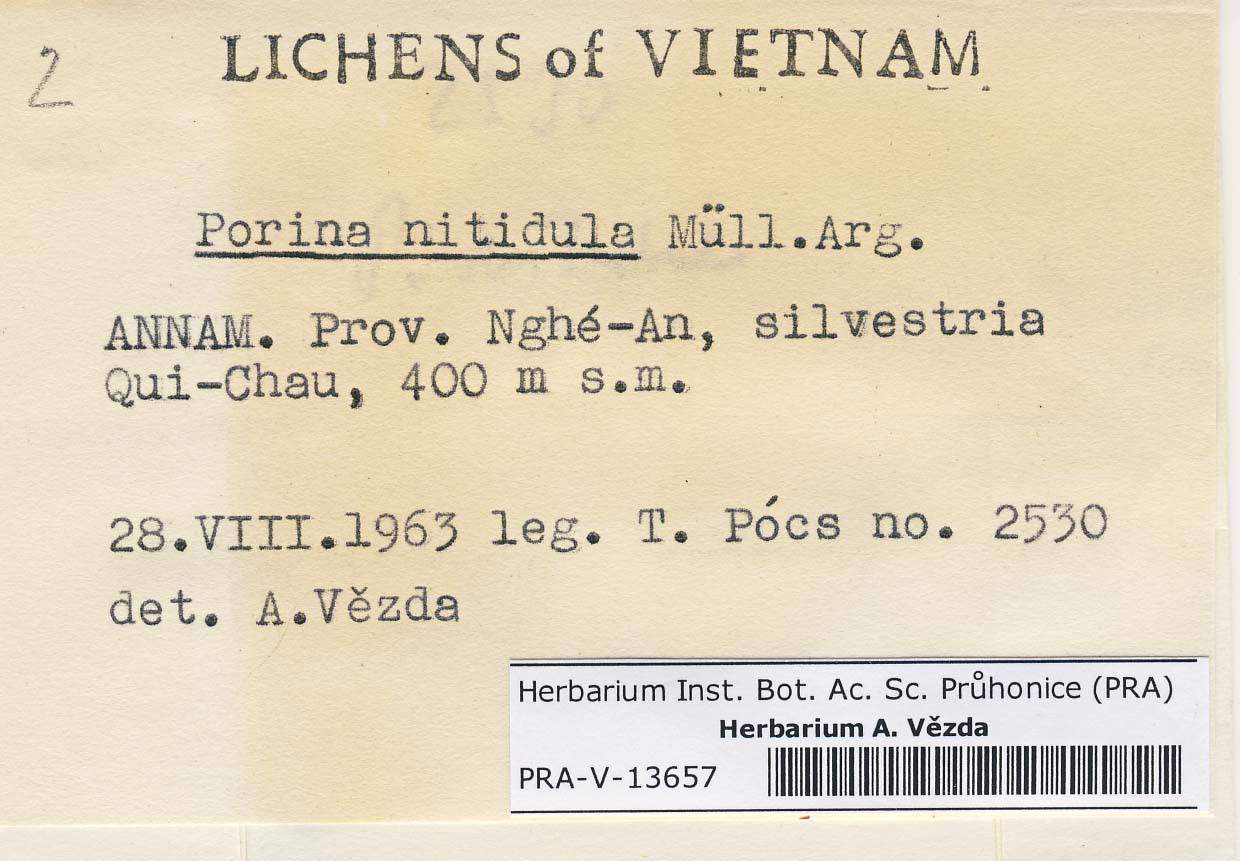 2
LICHENS of VIETNAM
Porina nitidula Müll.Arg.
ANNAM. Prov. Nghé-An, silvestria
Qui-Chau, 400 m s.m.
28.VIII.1963 leg. T. Pócs no. 2530
det. A.Vězda
Herbarium Inst. Bot. Ac. Sc. Průhonice (PRA)
Herbarium A. Vězda
PRA-V-13657